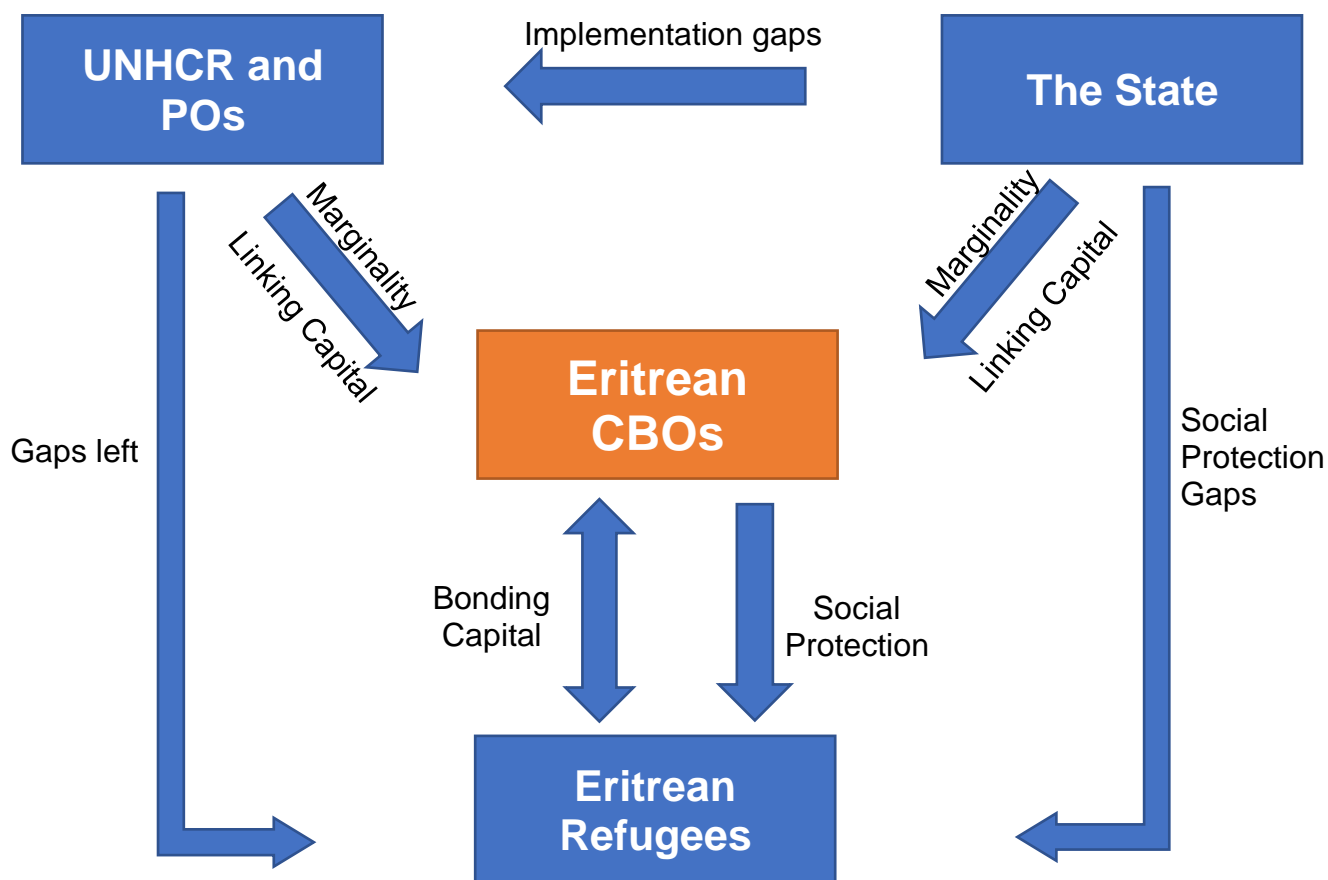 Implementation gaps
UNHCR and
POs
The State
Marginality
Linking Capital
Marginality
Linking Capital
Eritrean
CBOs
Gaps left
Social
Protection
Gaps
Bonding
Capital
Social
Protection
Eritrean
Refugees